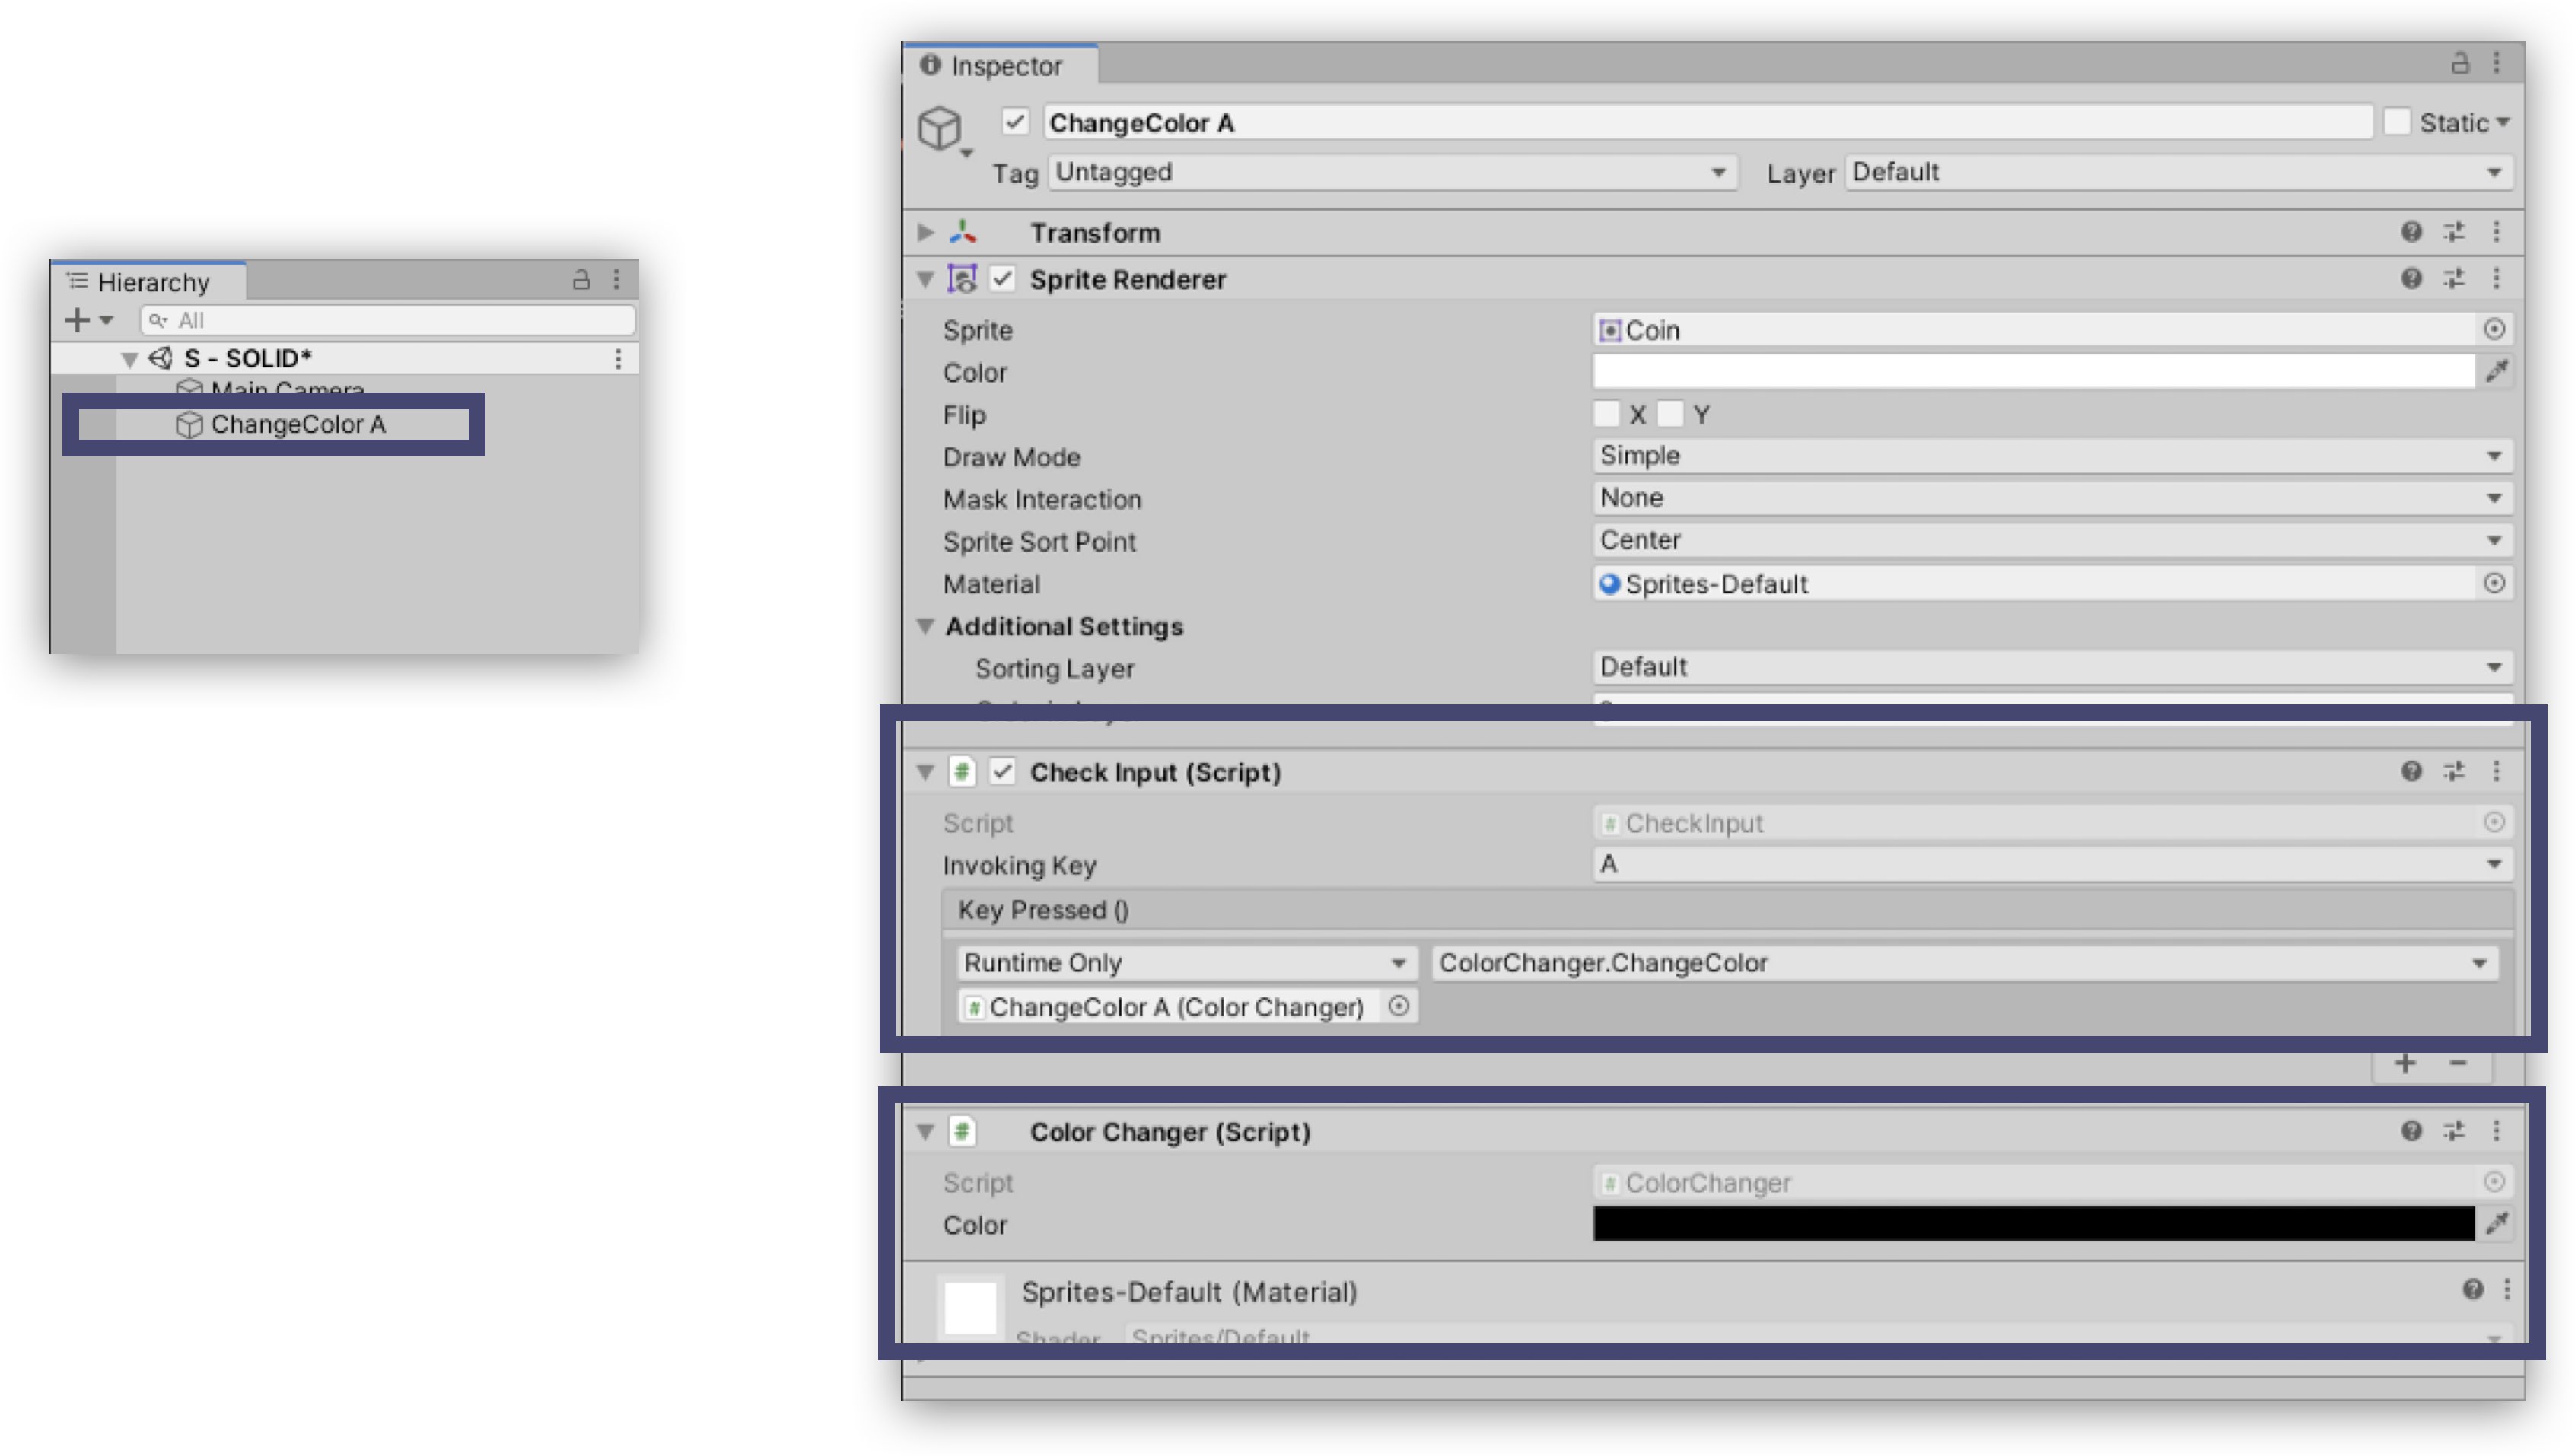 Hierarchy
All
S - SOLID*
Main Camera
ChangeColor A
Inspector
ChangeColor A
Static
Tag Untagged Layer Default
Transform
Sprite Renderer
Sprite Coin
Color
Flip X Y
Draw Mode Simple
Mask Interaction None
Sprite Sort Point Center
Material Sprites-Default
Additional Settings
Sorting Layer Default
Check Input (Script)
Script # CheckInput
Invoking Key A
Key Pressed ()
Runtime Only ColorChanger.ChangeColor
# ChangeColor A (Color Changer)
+ −
# Color Changer (Script)
Script # ColorChanger
Color
Sprites-Default (Material)
Shader Sprites/Default